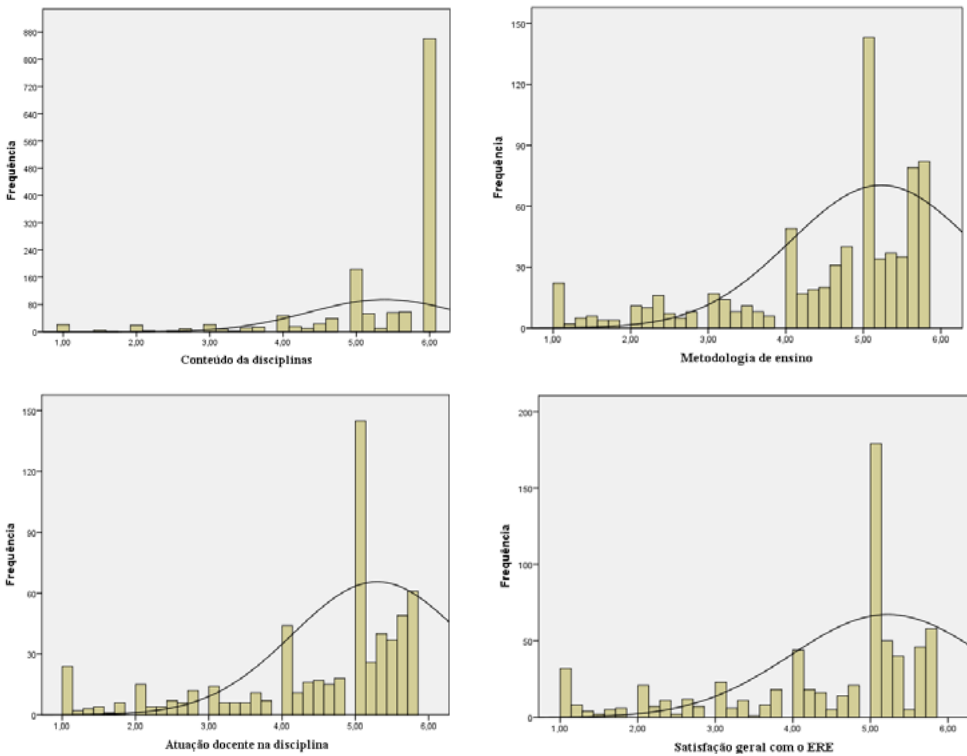 880
800
720
640
560
480
400
320
240
160
80
0
Frequência
1,00 2,00 3,00 4,00 5,00 6,00
Conteúdo da disciplinas
150
120
90
60
30
0
Frequência
1,00 2,00 3,00 4,00 5,00 6,00
Metodologia de ensino
150
120
90
60
30
0
Frequência
1,00 2,00 3,00 4,00 5,00 6,00
Atuação docente na disciplina
200
150
100
50
0
Frequência
1,00 2,00 3,00 4,00 5,00 6,00
Satisfação geral com o ERE